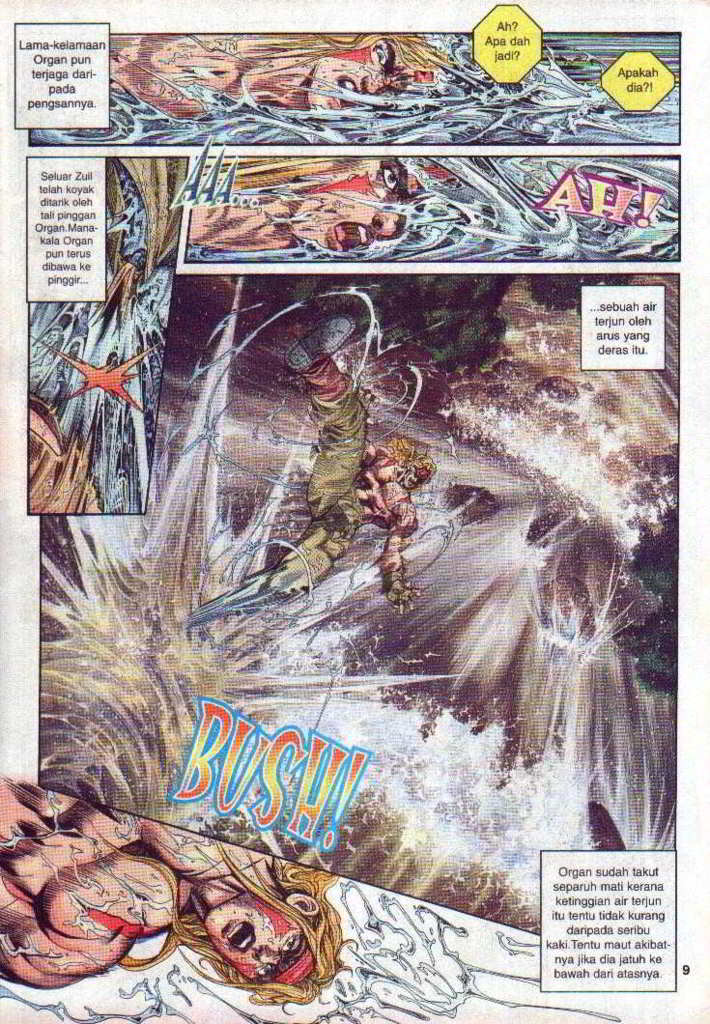 Lama-kelamaan
Organ pun
terjaga dari-
pada
pengsannya.
Ah?
Apa dah
jadi?
Apakah
dia?!
AAA...
AH!
Seluar Zuil
telah koyak
ditarik oleh
tali pinggan
Organ.Mana-
kala Organ
pun terus
dibawa ke
pinggir...
...sebuah air
terjun oleh
arus yang
deras itu.
BUSH!
Organ sudah takut
separuh mati kerana
ketinggian air terjun
itu tentu tidak kurang
daripada seribu
kaki.Tentu maut akibat-
nya jika dia jatuh ke
bawah dari atasnya.
9